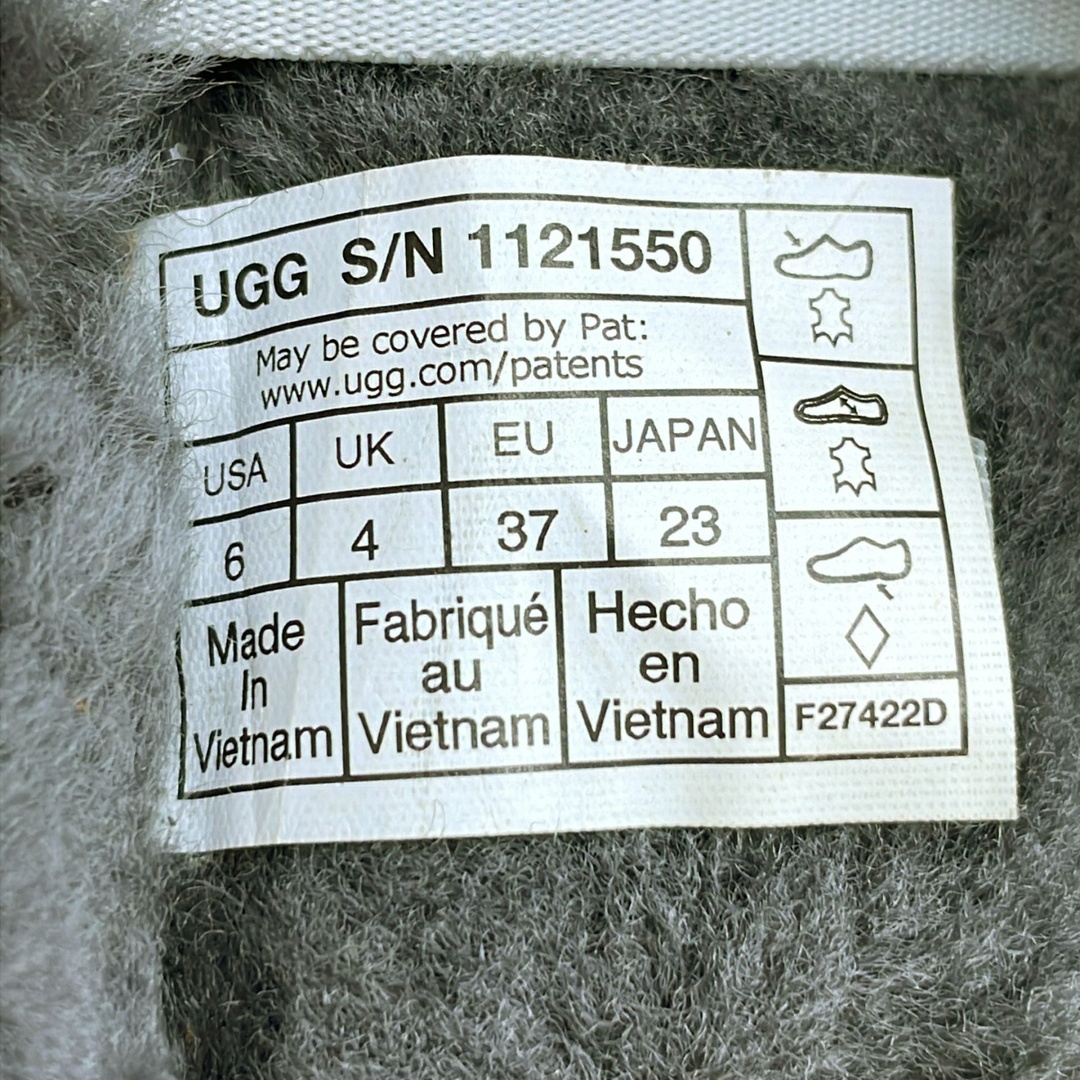 UGG S/N 1121550
May be covered by Pat:
www.ugg.com/patents
USA UK EU JAPAN
6 4 37 23
Made
In
Vietnam
Fabriqué
au
Vietnam
Hecho
en
Vietnam
F27422D